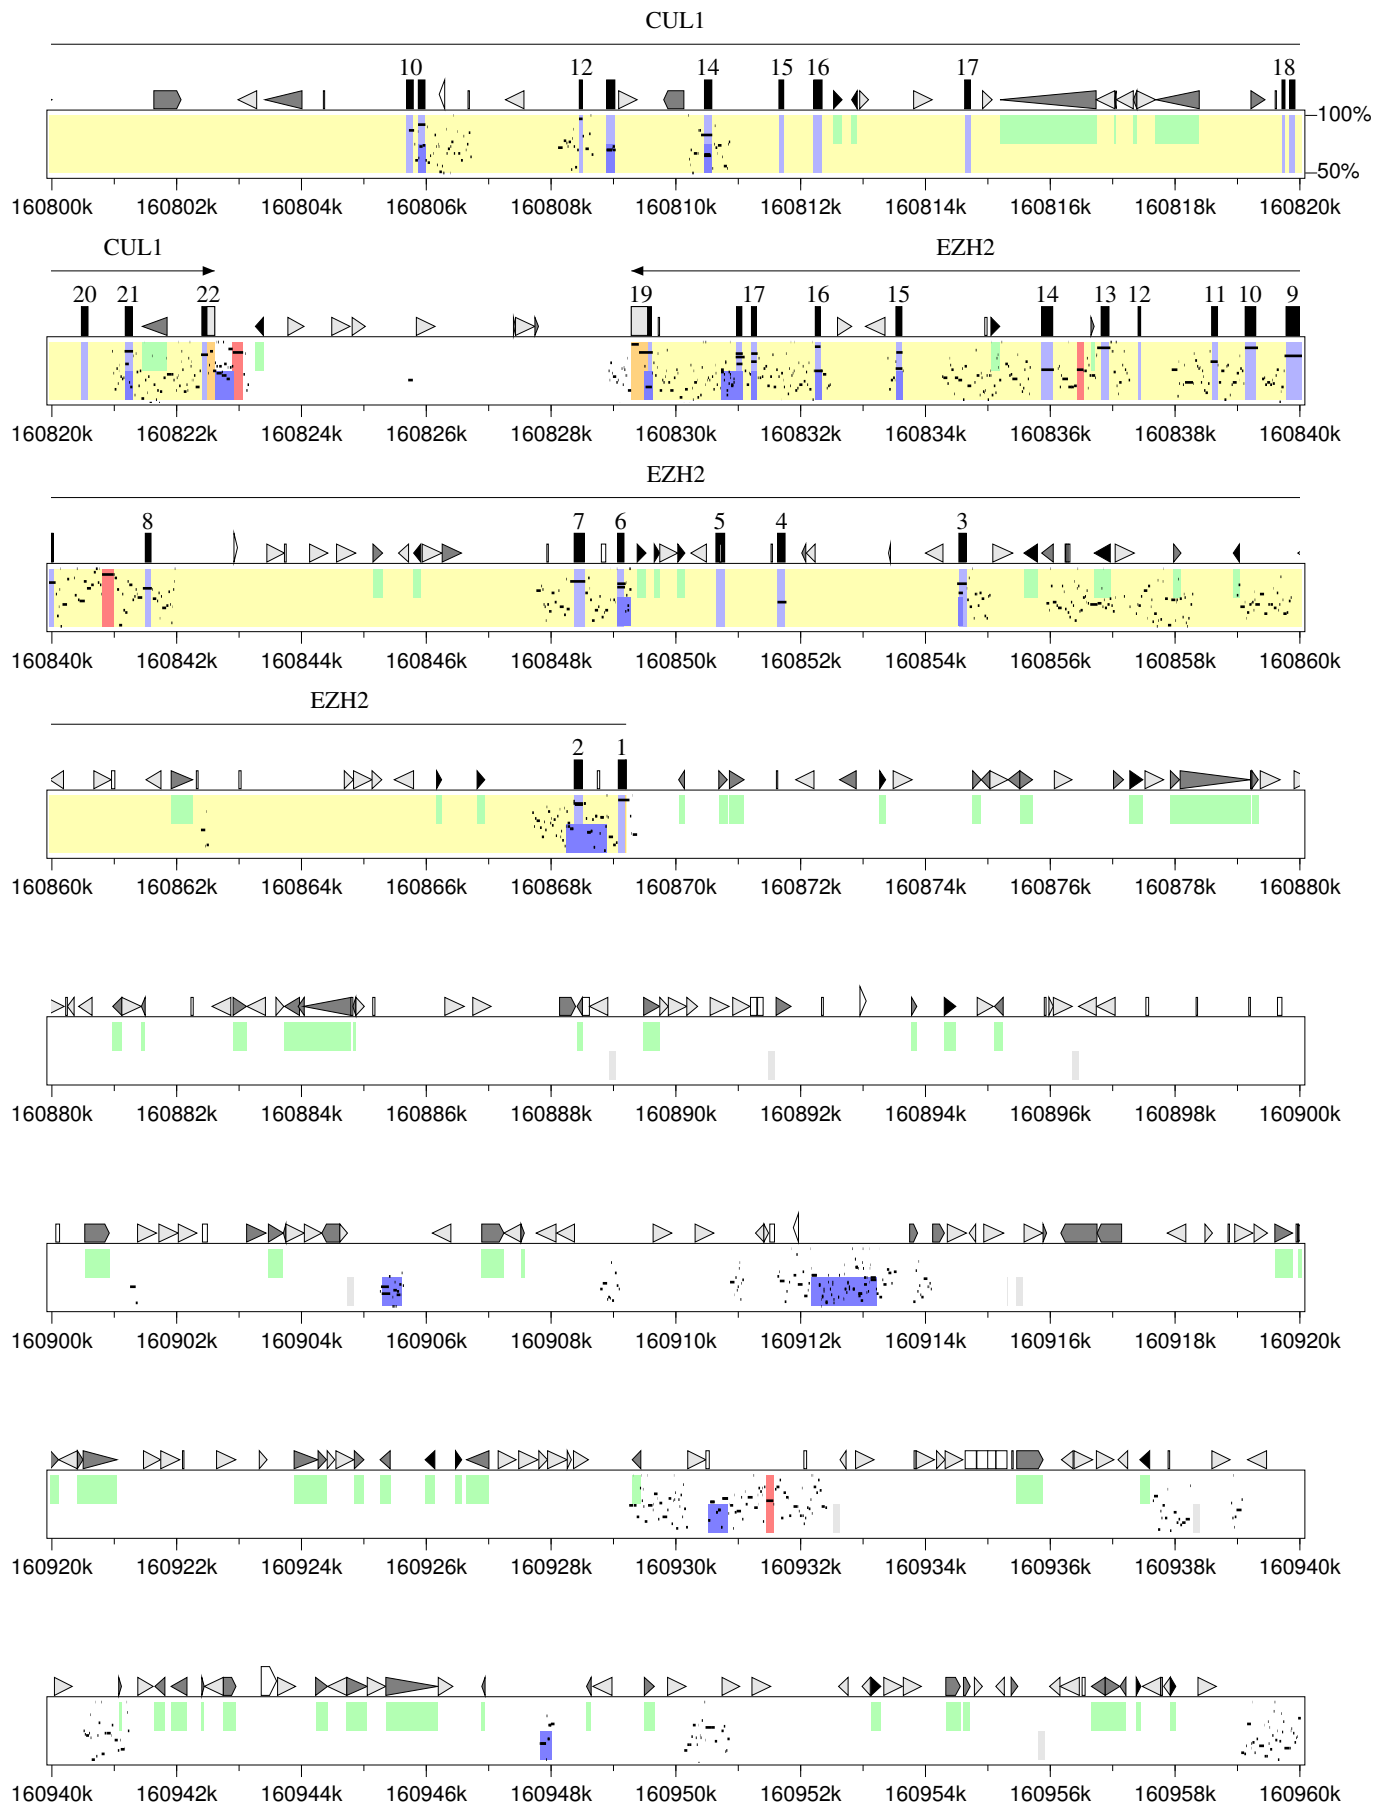 CUL1
10 12 14 15 16 17 18
100%
50%
160800k 160802k 160804k 160806k 160808k 160810k 160812k 160814k 160816k 160818k 160820k
CUL1 EZH2
20 21 22 19 17 16 15 14 13 12 11 10 9
160820k 160822k 160824k 160826k 160828k 160830k 160832k 160834k 160836k 160838k 160840k
EZH2
8 7 6 5 4 3
160840k 160842k 160844k 160846k 160848k 160850k 160852k 160854k 160856k 160858k 160860k
EZH2
2 1
160860k 160862k 160864k 160866k 160868k 160870k 160872k 160874k 160876k 160878k 160880k
160880k 160882k 160884k 160886k 160888k 160890k 160892k 160894k 160896k 160898k 160900k
160900k 160902k 160904k 160906k 160908k 160910k 160912k 160914k 160916k 160918k 160920k
160920k 160922k 160924k 160926k 160928k 160930k 160932k 160934k 160936k 160938k 160940k
160940k 160942k 160944k 160946k 160948k 160950k 160952k 160954k 160956k 160958k 160960k